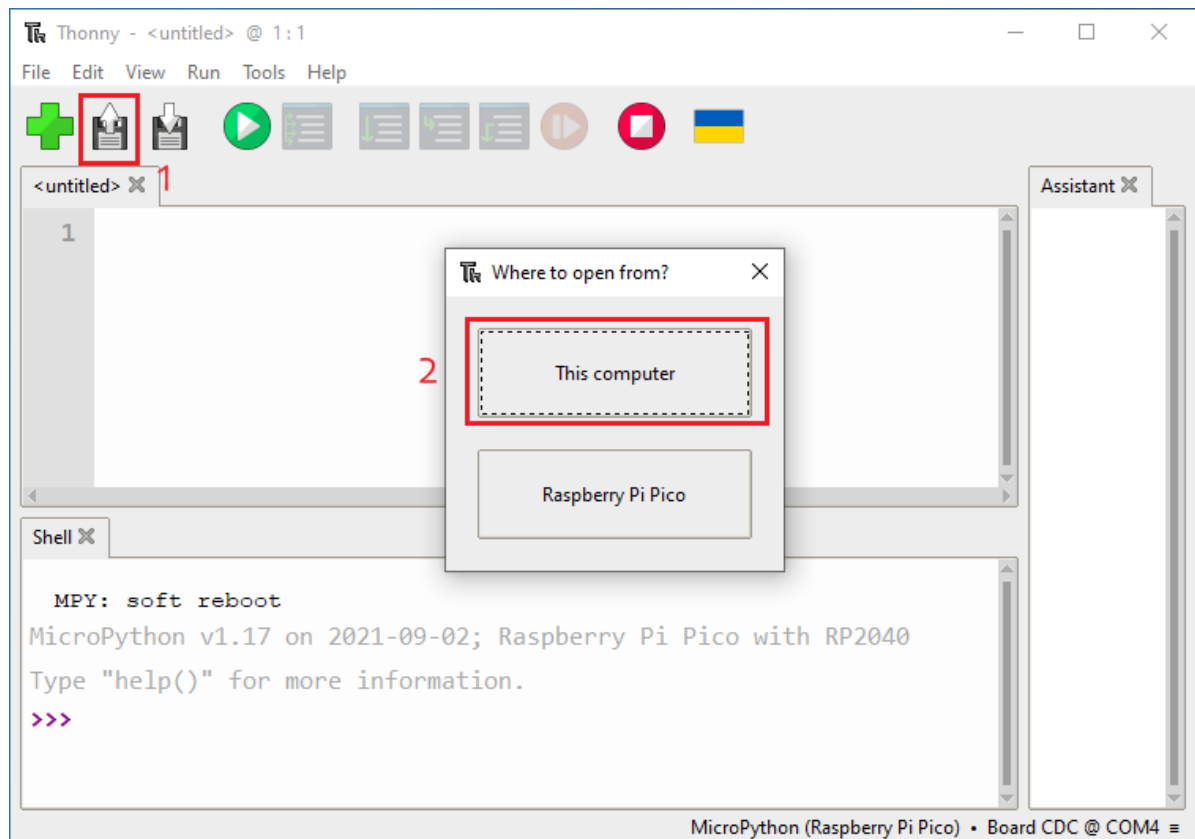 Thonny - <untitled> @ 1 : 1
File Edit View Run Tools Help
1
<untitled>
Assistant
1
Where to open from?
2
This computer
Raspberry Pi Pico
Shell
MPY: soft reboot
MicroPython v1.17 on 2021-09-02; Raspberry Pi Pico with RP2040
Type "help()" for more information.
>>>
MicroPython (Raspberry Pi Pico) • Board CDC @ COM4 ≡